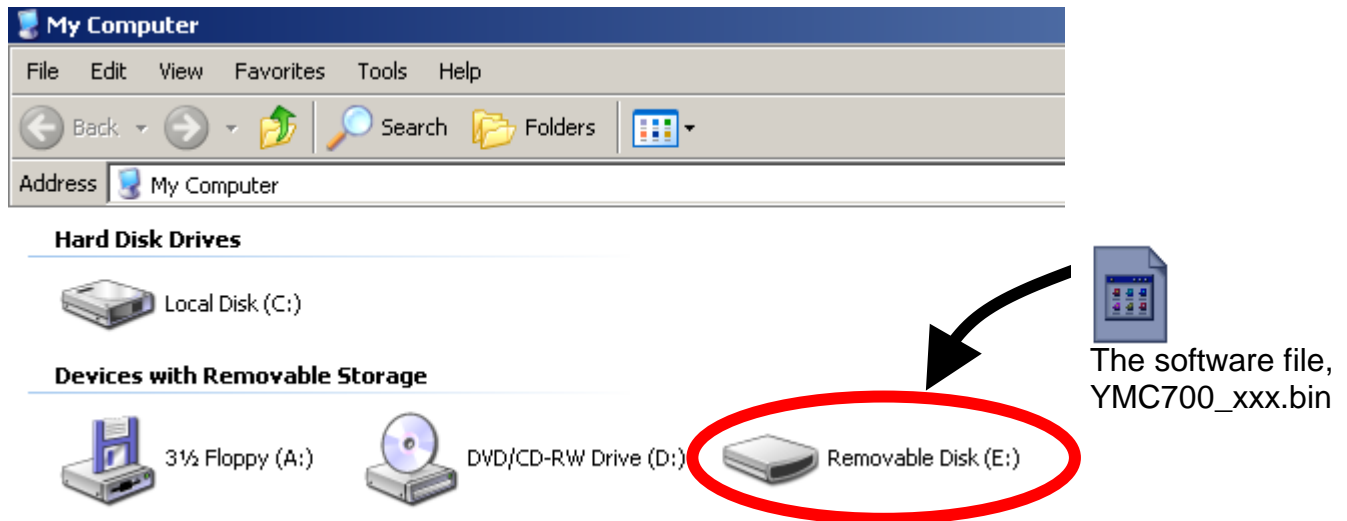 My Computer
File Edit View Favorites Tools Help
Back Search Folders
Address My Computer
Hard Disk Drives
Local Disk (C:)
Devices with Removable Storage
3½ Floppy (A:) DVD/CD-RW Drive (D:) Removable Disk (E:)
The software file,
YMC700_xxx.bin